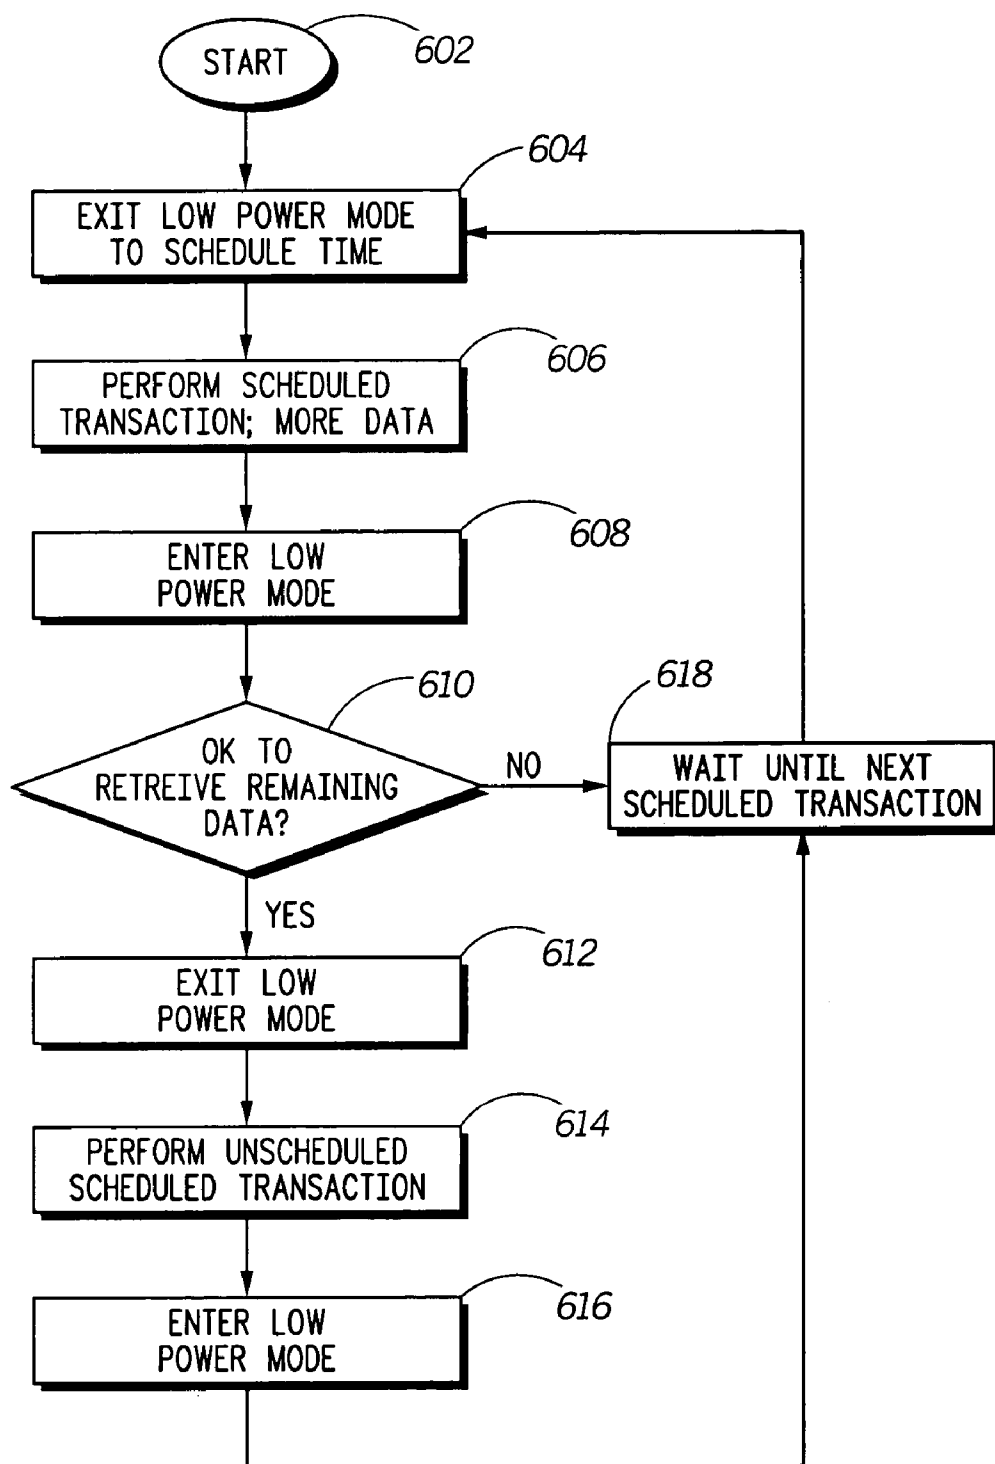 START
602
604
EXIT LOW POWER MODE
TO SCHEDULE TIME
606
PERFORM SCHEDULED
TRANSACTION; MORE DATA
608
ENTER LOW
POWER MODE
610
OK TO
RETREIVE REMAINING
DATA?
NO
618
WAIT UNTIL NEXT
SCHEDULED TRANSACTION
YES
612
EXIT LOW
POWER MODE
614
PERFORM UNSCHEDULED
SCHEDULED TRANSACTION
616
ENTER LOW
POWER MODE